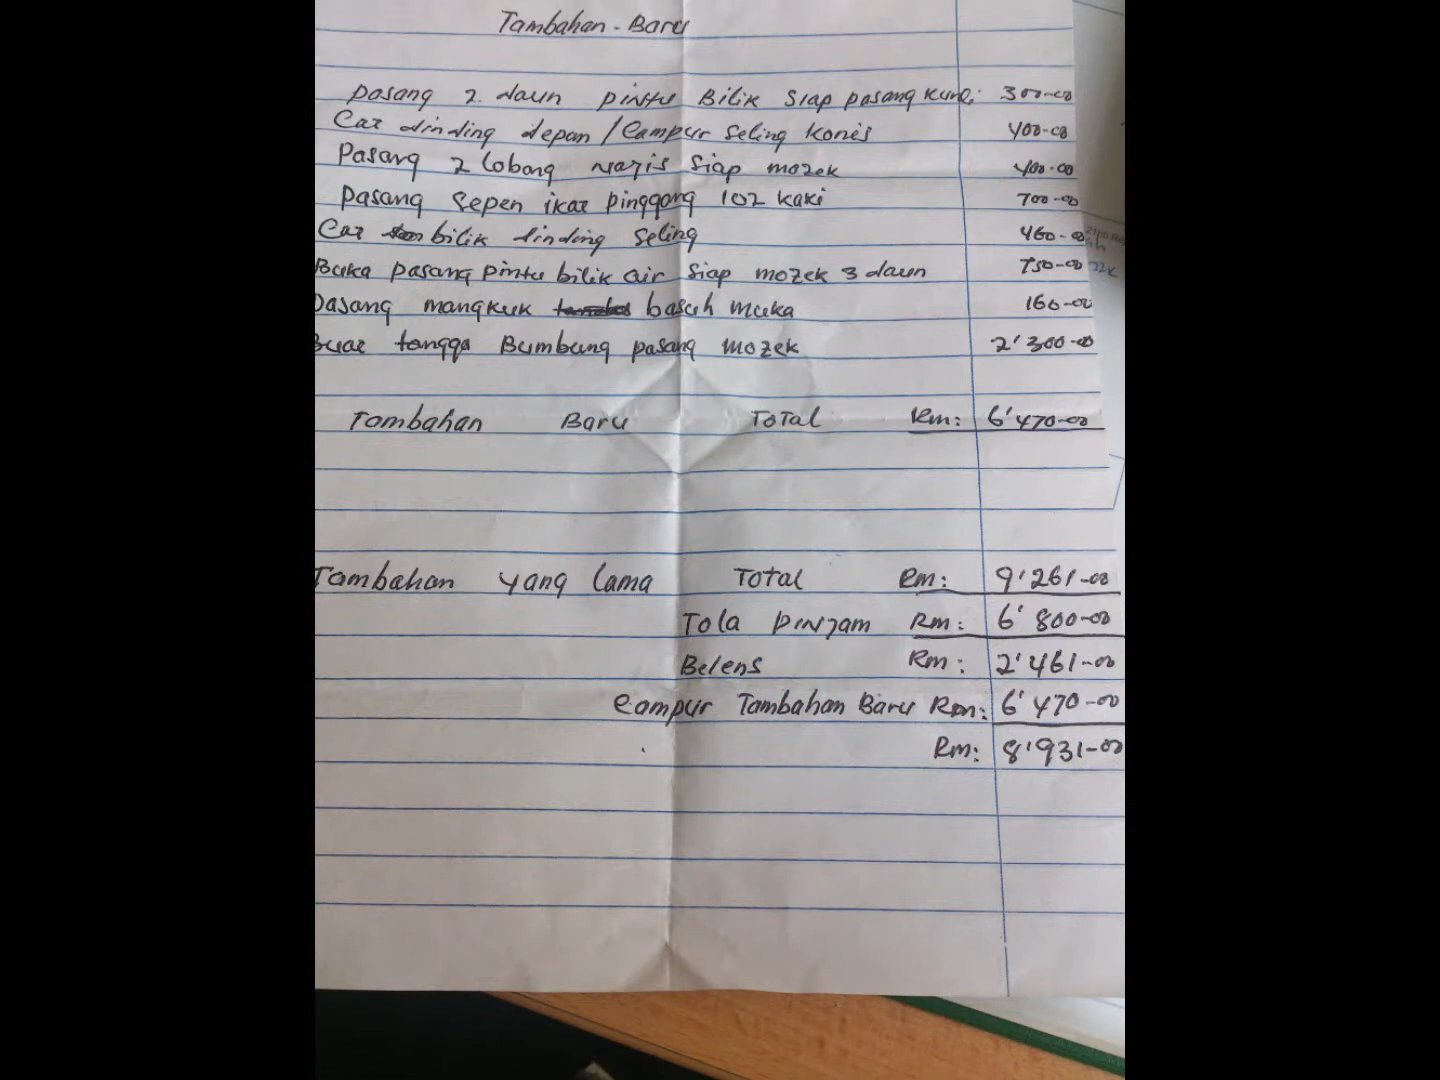 Tambahan - Baru
pasang 2. daun pintu Bilik Siap pasang kunci 300-00
Cat dinding depan / Campur Seling Konis 400-00
Pasang 2 lobang najis Siap mozek 400-00
pasang Sepen ikat pinggang 102 kaki 700-00
Cat bilik dinding Seling 460-00
Buka pasang pintu bilik air Siap mozek 3 daun 750-00
pasang mangkuk basuh muka 160-00
Buat tangga Bumbung pasang mozek 2'300-00
Tambahan Baru TOTAL Rm: 6'470-00
Tambahan yang lama TOTal Rm: 9'261-00
Tola pinjam Rm: 6'800-00
Belens Rm: 2'461-00
Campur Tambahan Baru Rm: 6'470-00
Rm: 8'931-00